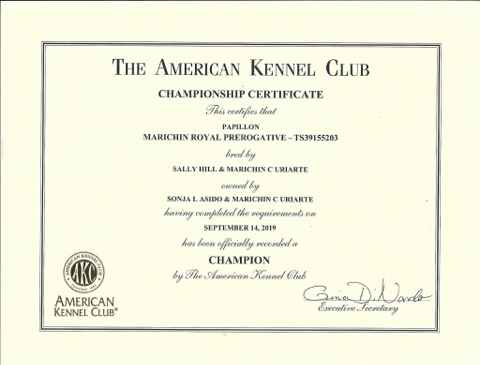 THE AMERICAN KENNEL CLUB
CHAMPIONSHIP CERTIFICATE
This certifies that
PAPILLON
MARICHIN ROYAL PREROGATIVE – TS39155203
bred by
SALLY HILL & MARICHIN C URIARTE
owned by
SONJA L ASIDO & MARICHIN C URIARTE
having completed the requirements on
SEPTEMBER 14, 2019
has been officially recorded a
CHAMPION
by The American Kennel Club
AKC
AMERICAN
KENNEL CLUB®
Gina DiNardo
Executive Secretary